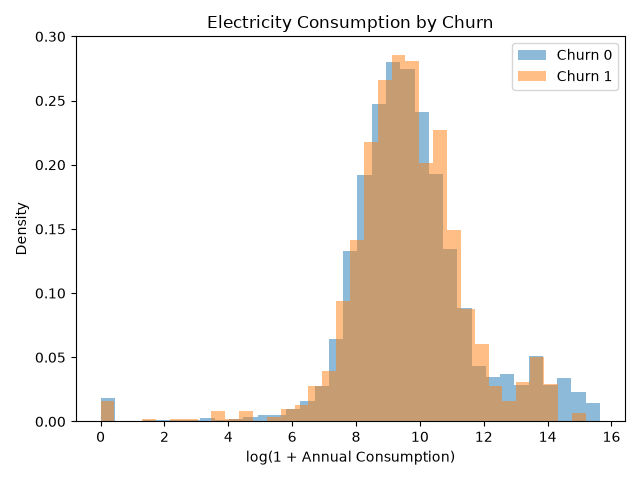 Electricity Consumption by Churn
Churn 0
Churn 1
0.30
0.25
0.20
0.15
0.10
0.05
0.00
Density
0 2 4 6 8 10 12 14 16
log(1 + Annual Consumption)